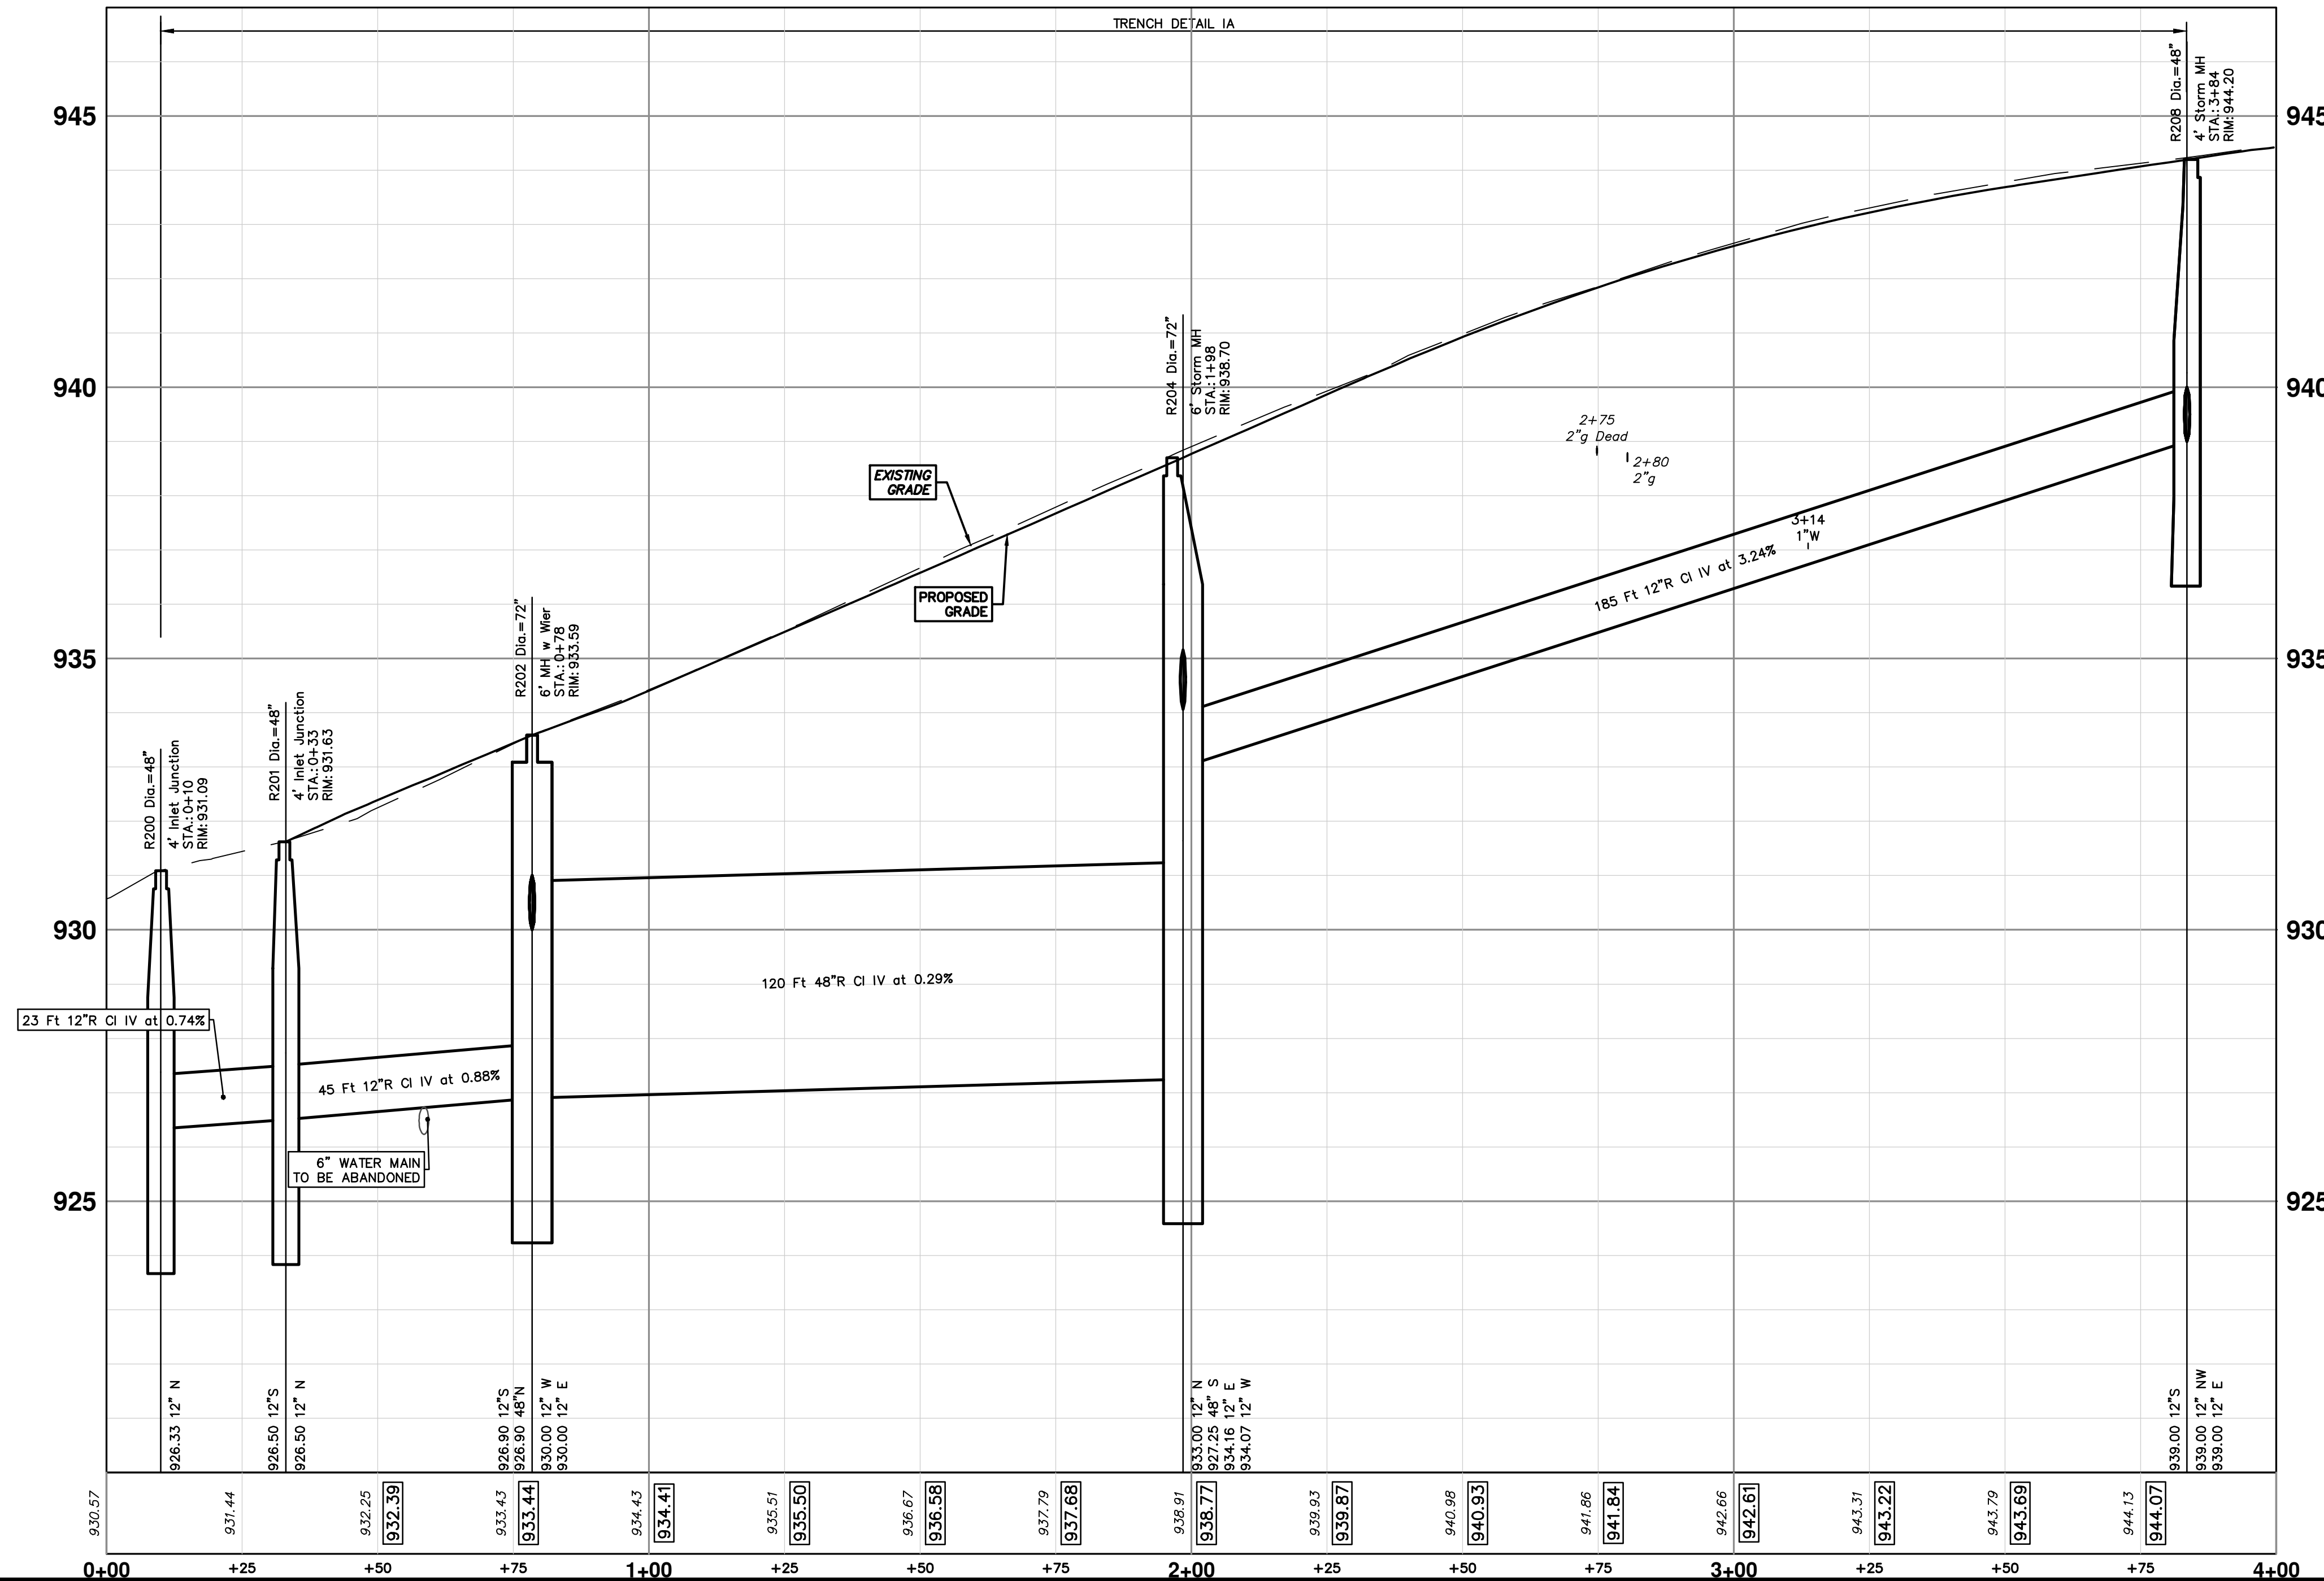 TRENCH DETAIL IA
945
945
940
940
935
935
930
930
925
925
R200 Dia.=48"
4' Inlet Junction
STA.:0+10
RIM:931.09
R201 Dia.=48"
4' Inlet Junction
STA.:0+33
RIM:931.63
R202 Dia.=72"
6' MH w Wier
STA.:0+78
RIM:933.59
R204 Dia.=72"
6' Storm MH
STA.:1+98
RIM:938.70
R208 Dia.=48"
4' Storm MH
STA.:3+84
RIM:944.20
EXISTING
GRADE
PROPOSED
GRADE
2+75
2"g Dead
2+80
2"g
3+14
1"W
185 Ft 12"R Cl IV at 3.24%
120 Ft 48"R Cl IV at 0.29%
23 Ft 12"R Cl IV at 0.74%
45 Ft 12"R Cl IV at 0.88%
6" WATER MAIN
TO BE ABANDONED
926.33 12" N
926.50 12"S
926.50 12" N
926.90 12"S
926.90 48"N
930.00 12" W
930.00 12" E
933.00 12" N
927.25 48" S
934.16 12" E
934.07 12" W
939.00 12"S
939.00 12" NW
939.00 12" E
930.57
931.44
932.25
932.39
933.43
933.44
934.43
934.41
935.51
935.50
936.67
936.58
937.79
937.68
938.91
938.77
939.93
939.87
940.98
940.93
941.86
941.84
942.66
942.61
943.31
943.22
943.79
943.69
944.13
944.07
0+00
+25
+50
+75
1+00
+25
+50
+75
2+00
+25
+50
+75
3+00
+25
+50
+75
4+00